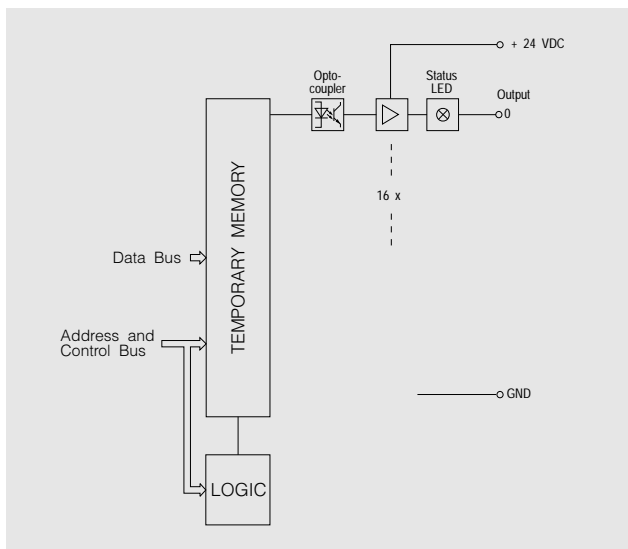 + 24 VDC
Opto-
coupler
Status
LED
Output
0
16 x
TEMPORARY MEMORY
Data Bus
Address and
Control Bus
GND
LOGIC